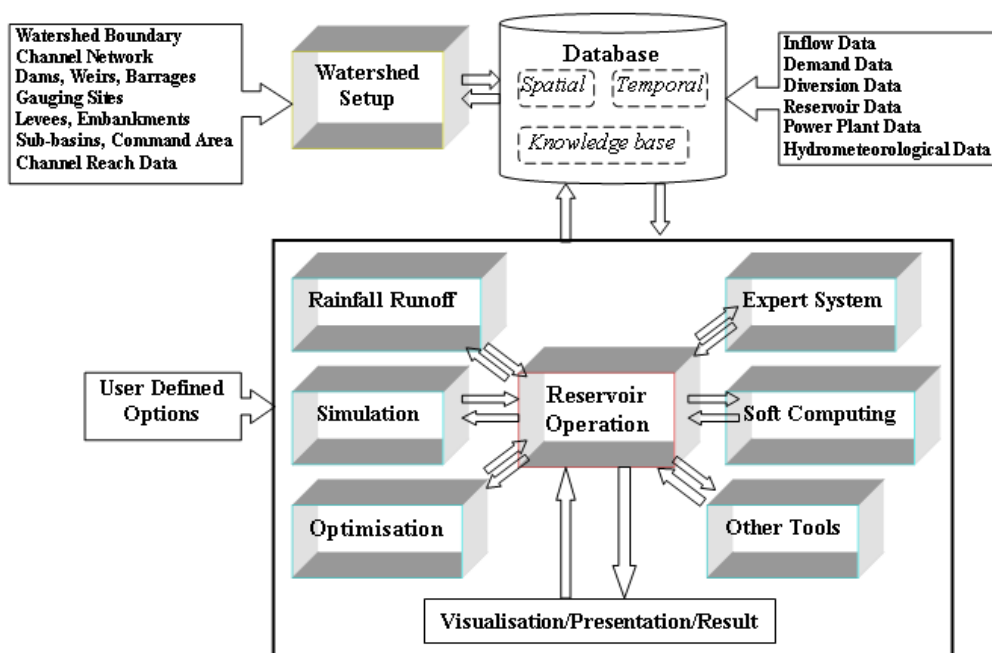 Watershed Boundary
Channel Network
Dams, Weirs, Barrages
Gauging Sites
Levees, Embankments
Sub-basins, Command Area
Channel Reach Data
Watershed
Setup
Database
Spatial
Temporal
Knowledge base
Inflow Data
Demand Data
Diversion Data
Reservoir Data
Power Plant Data
Hydrometeorological Data
User Defined
Options
Rainfall Runoff
Simulation
Optimisation
Reservoir
Operation
Expert System
Soft Computing
Other Tools
Visualisation/Presentation/Result